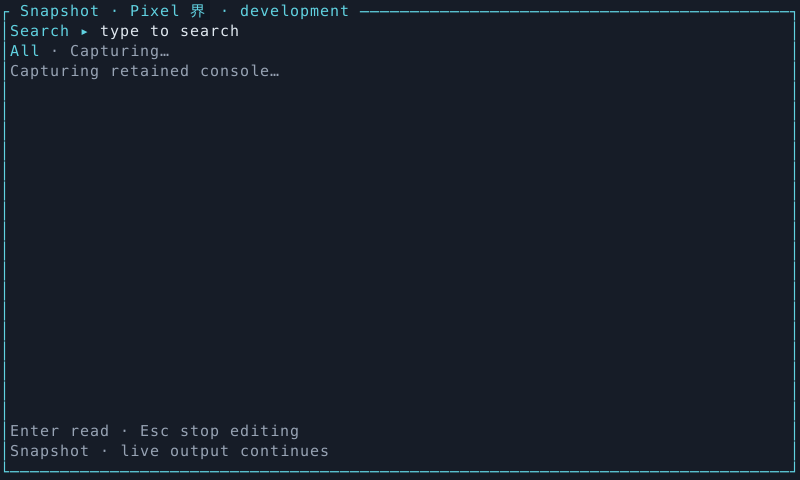 Snapshot · Pixel 界 · development
Search ▸ type to search
All · Capturing…
Capturing retained console…
Enter read · Esc stop editing
Snapshot · live output continues